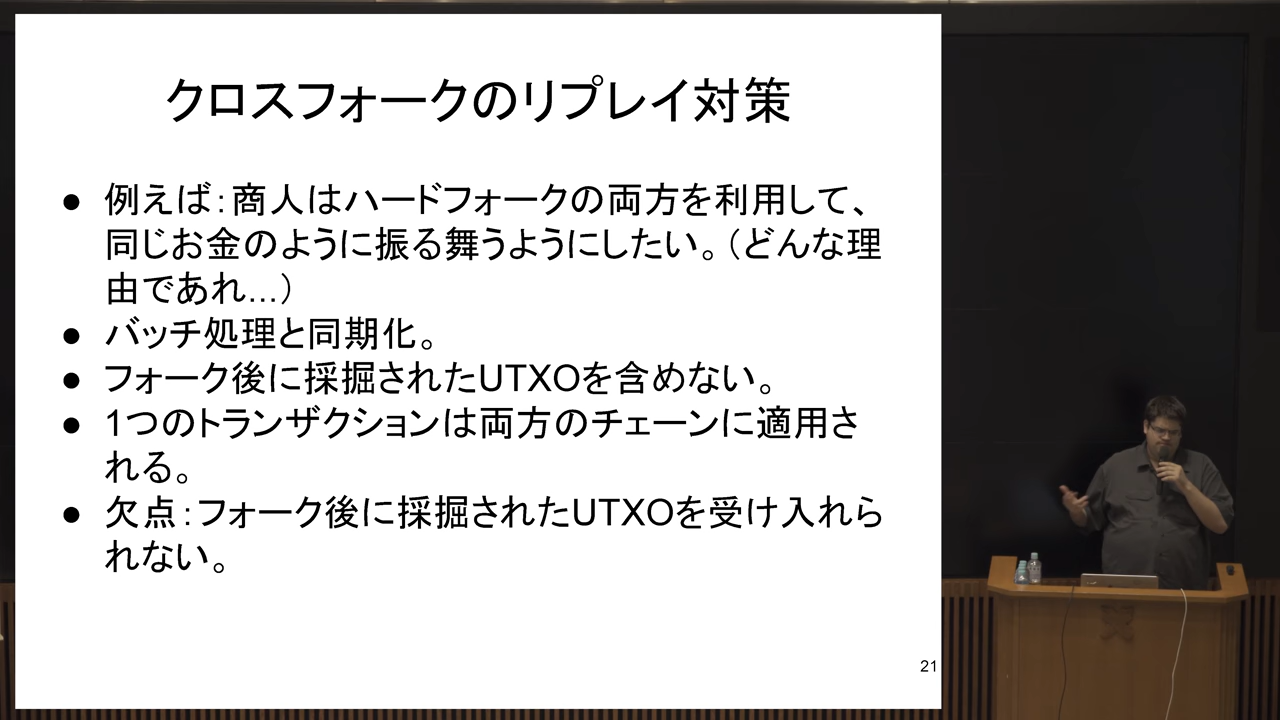 クロスフォークのリプレイ対策
● 例えば：商人はハードフォークの両方を利用して、
同じお金のように振る舞うようにしたい。（どんな理
由であれ...）
● バッチ処理と同期化。
● フォーク後に採掘されたUTXOを含めない。
● 1つのトランザクションは両方のチェーンに適用さ
れる。
● 欠点：フォーク後に採掘されたUTXOを受け入れら
れない。
21